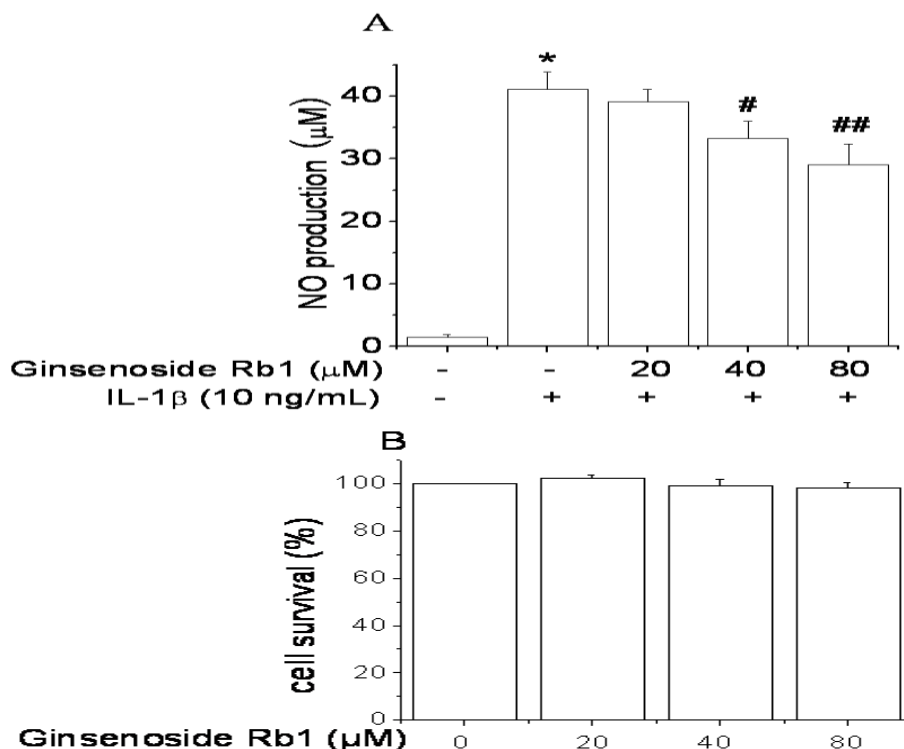 A
*
#
##
NO production (μM)
40
30
20
10
0
Ginsenoside Rb1 (μM) - - 20 40 80
IL-1β (10 ng/mL) - + + + +
B
cell survival (%)
100
80
60
40
20
0
Ginsenoside Rb1 (μM) 0 20 40 80